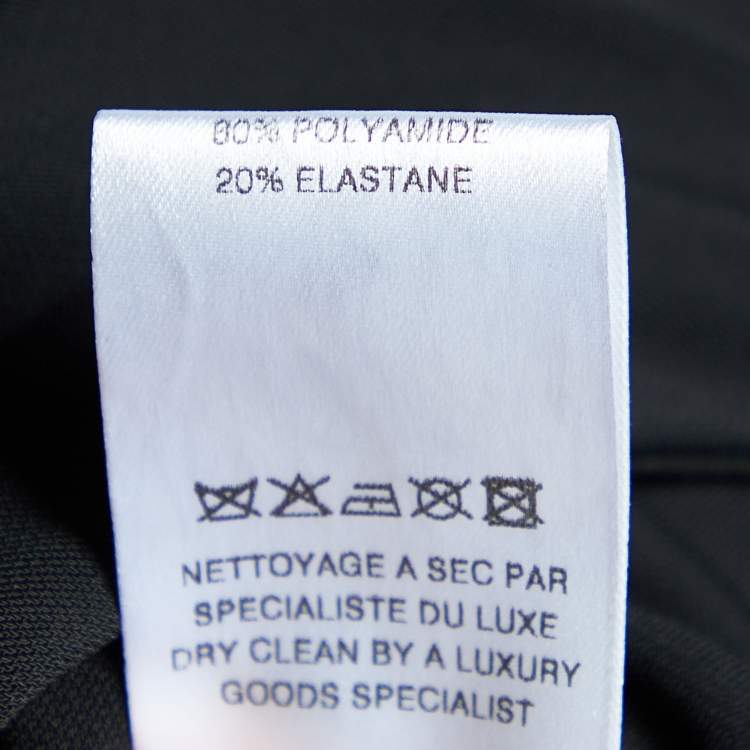 80% POLYAMIDE
20% ELASTANE
NETTOYAGE A SEC PAR
SPECIALISTE DU LUXE
DRY CLEAN BY A LUXURY
GOODS SPECIALIST